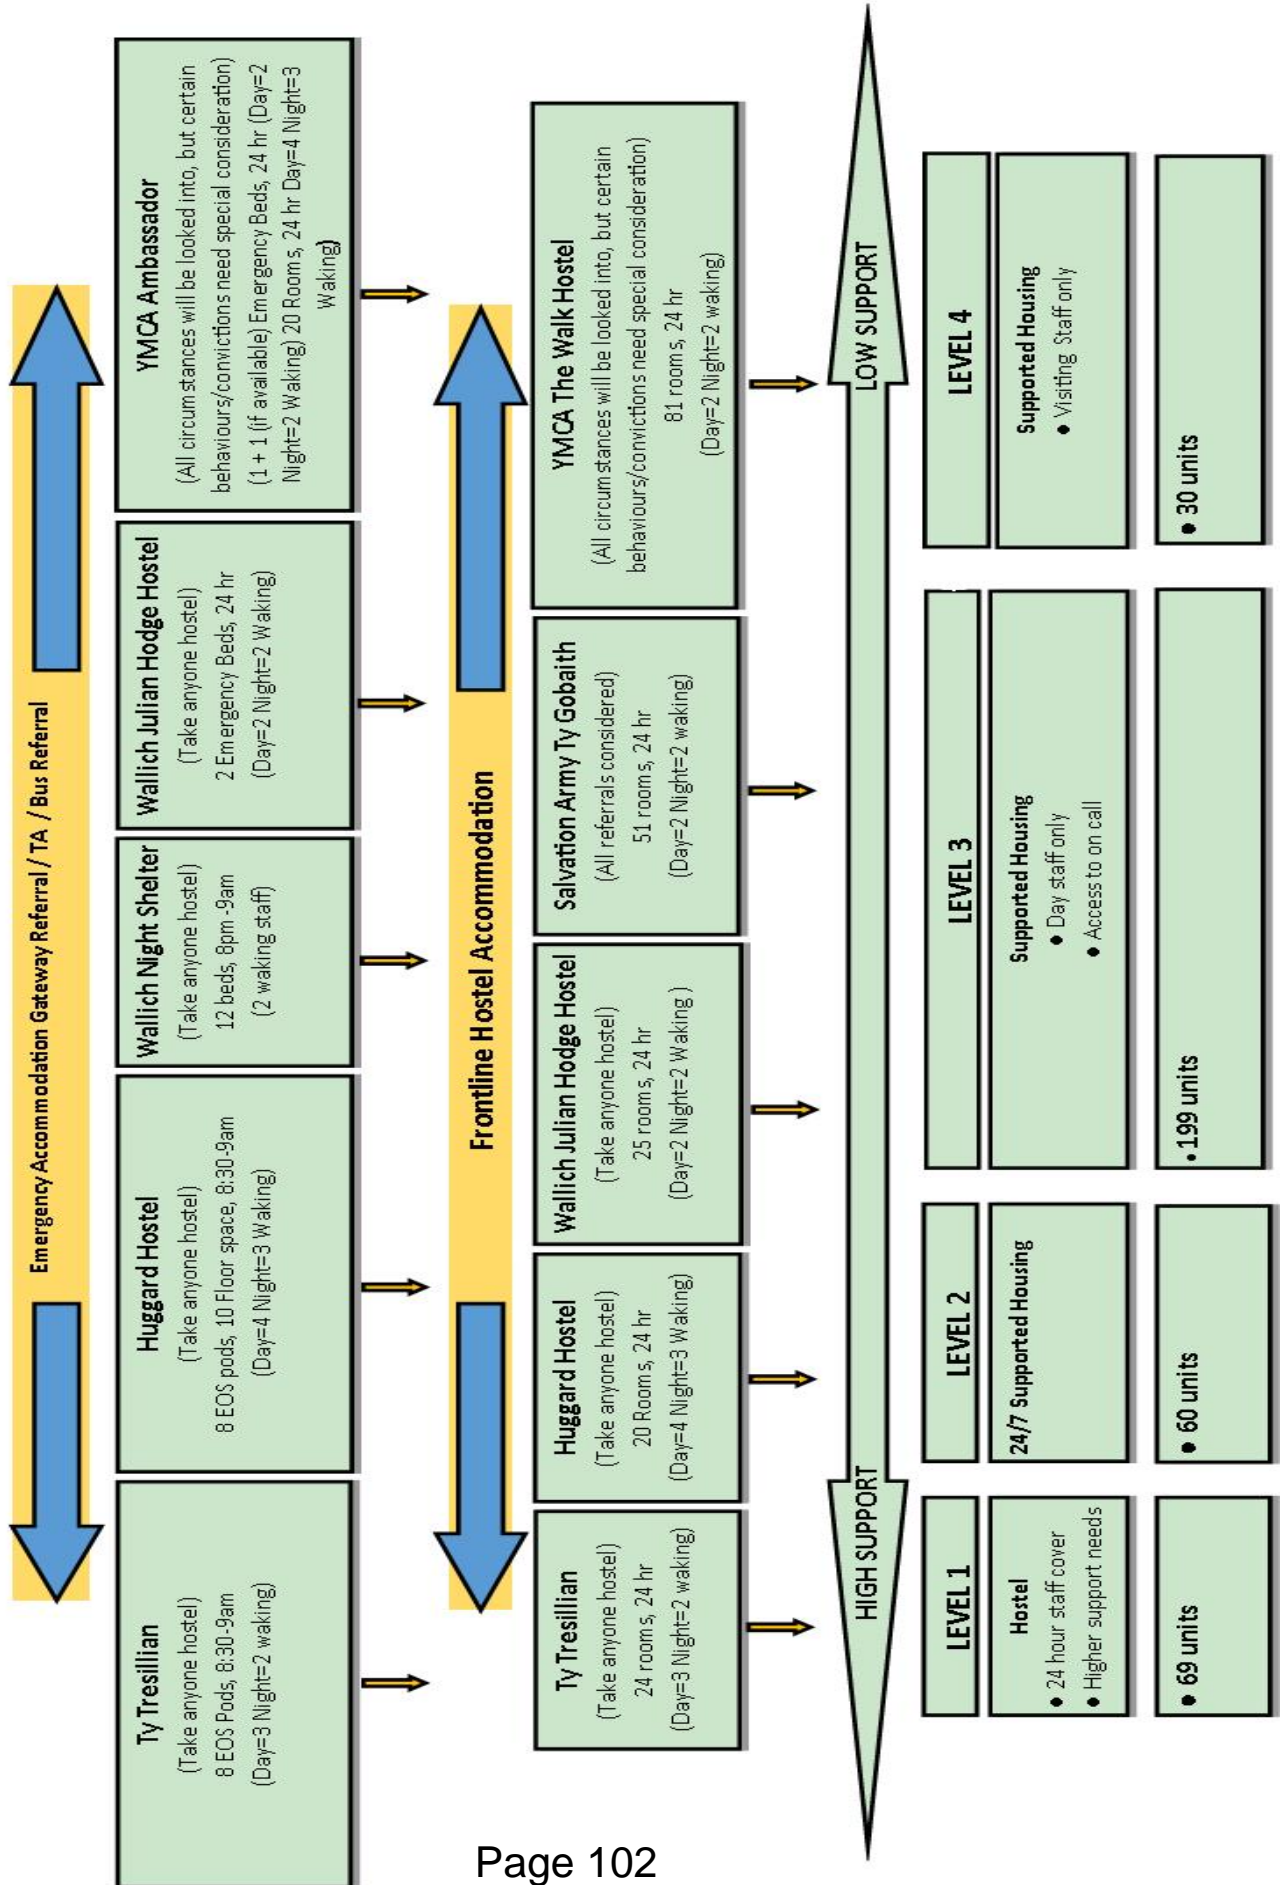 Emergency Accommodation Gateway Referral / TA / Bus Referral
Ty Tresillian
(Take anyone hostel)
8 EOS Pods, 8:30-9am
(Day=3 Night=2 waking)
Huggard Hostel
(Take anyone hostel)
8 EOS pods, 10 Floor space, 8:30-9am
(Day=4 Night=3 Waking)
Wallich Night Shelter
(Take anyone hostel)
12 beds, 8pm-9am
(2 waking staff)
Wallich Julian Hodge Hostel
(Take anyone hostel)
2 Emergency Beds, 24 hr
(Day=2 Night=2 Waking)
YMCA Ambassador
(All circumstances will be looked into, but certain
behaviours/convictions need special consideration)
(1 + 1 (if available) Emergency Beds, 24 hr (Day=2
Night=2 Waking) 20 Rooms, 24 hr Day=4 Night=3
Waking)
Frontline Hostel Accommodation
Ty Tresillian
(Take anyone hostel)
24 rooms, 24 hr
(Day=3 Night=2 waking)
Huggard Hostel
(Take anyone hostel)
20 Rooms, 24 hr
(Day=4 Night=3 Waking)
Wallich Julian Hodge Hostel
(Take anyone hostel)
25 rooms, 24 hr
(Day=2 Night=2 Waking )
Salvation Army Ty Gobaith
(All referrals considered)
51 rooms, 24 hr
(Day=2 Night=2 waking)
YMCA The Walk Hostel
(All circumstances will be looked into, but certain
behaviours/convictions need special consideration)
81 rooms, 24 hr
(Day=2 Night=2 waking)
HIGH SUPPORT
LOW SUPPORT
LEVEL 1
Hostel
● 24 hour staff cover
● Higher support needs
● 69 units
LEVEL 2
24/7 Supported Housing
● 60 units
LEVEL 3
Supported Housing
● Day staff only
● Access to on call
• 199 units
LEVEL 4
Supported Housing
● Visiting Staff only
● 30 units
Page 102